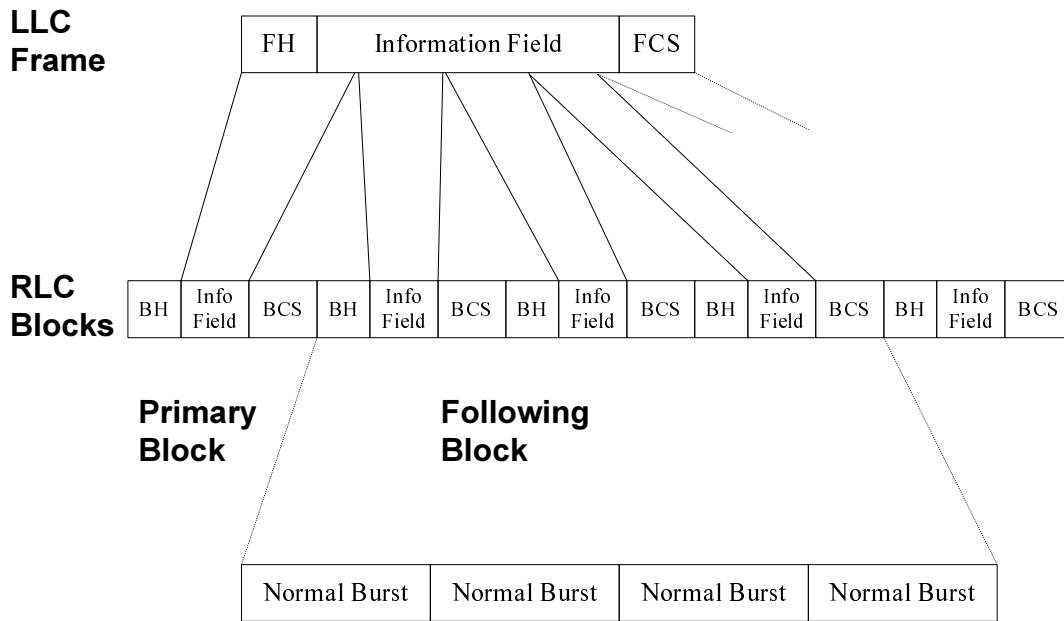 LLC
Frame
FH
Information Field
FCS
RLC
Blocks
BH
Info
Field
BCS
BH
Info
Field
BCS
BH
Info
Field
BCS
BH
Info
Field
BCS
BH
Info
Field
BCS
Primary
Block
Following
Block
Normal Burst
Normal Burst
Normal Burst
Normal Burst